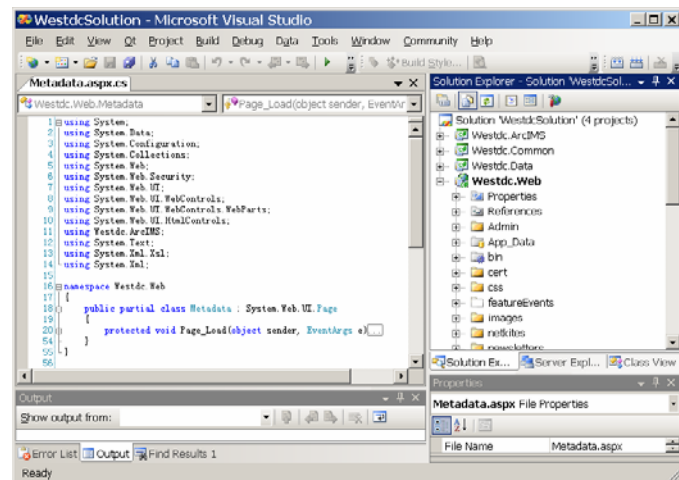 WestdcSolution - Microsoft Visual Studio
File Edit View Qt Project Build Debug Data Tools Window Community Help
Build Style...
Metadata.aspx.cs
Westdc.Web.Metadata
Page_Load(object sender, EventAr
1 using System;
2 using System.Data;
3 using System.Configuration;
4 using System.Collections;
5 using System.Web;
6 using System.Web.Security;
7 using System.Web.UI;
8 using System.Web.UI.WebControls;
9 using System.Web.UI.WebControls.WebParts;
10 using System.Web.UI.HtmlControls;
11 using Westdc.ArcIMS;
12 using System.Text;
13 using System.Xml.Xsl;
14 using System.Xml;
15
16 namespace Westdc.Web
17 {
18 public partial class Metadata : System.Web.UI.Page
19 {
20 protected void Page_Load(object sender, EventArgs e)...
54 }
55 }
56
Output
Show output from:
Error List Output Find Results 1
Ready
Solution Explorer - Solution 'WestdcSol...
Solution 'WestdcSolution' (4 projects)
Westdc.ArcIMS
Westdc.Common
Westdc.Data
Westdc.Web
Properties
References
Admin
App_Data
bin
cert
css
featureEvents
images
netkites
newsletters
Solution Ex... Server Expl... Class View
Properties
Metadata.aspx File Properties
File Name Metadata.aspx